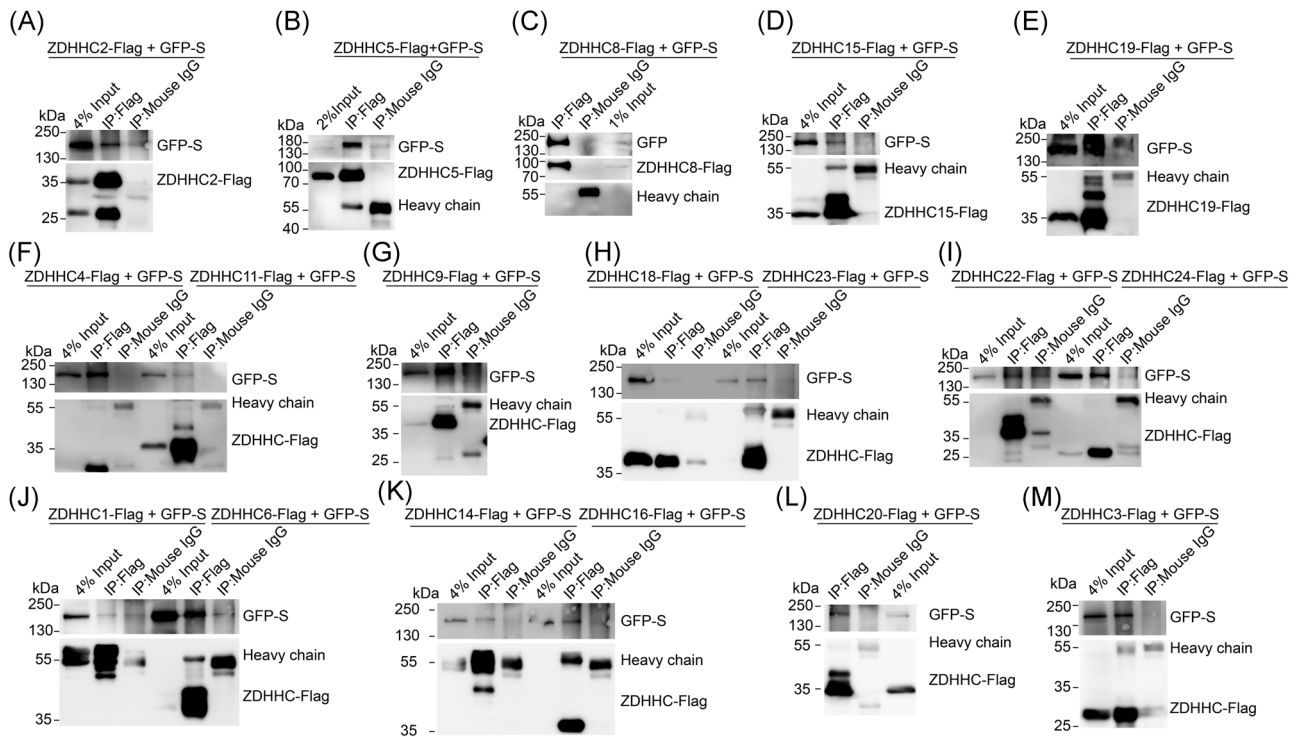 (A)
ZDHHC2-Flag + GFP-S
4% Input
IP:Flag
IP:Mouse IgG
kDa
250
130
35
25
GFP-S
ZDHHC2-Flag
(B)
ZDHHC5-Flag+GFP-S
2%Input
IP:Flag
IP:Mouse IgG
kDa
180
130
100
70
55
40
GFP-S
ZDHHC5-Flag
Heavy chain
(C)
ZDHHC8-Flag + GFP-S
IP:Flag
IP:Mouse IgG
1% Input
kDa
250
130
100
70
55
GFP
ZDHHC8-Flag
Heavy chain
(D)
ZDHHC15-Flag + GFP-S
4% Input
IP:Flag
IP:Mouse IgG
kDa
250
130
55
35
GFP-S
Heavy chain
ZDHHC15-Flag
(E)
ZDHHC19-Flag + GFP-S
4% Input
IP:Flag
IP:Mouse IgG
kDa
250
130
55
35
GFP-S
Heavy chain
ZDHHC19-Flag
(F)
ZDHHC4-Flag + GFP-S
ZDHHC11-Flag + GFP-S
4% Input
IP:Flag
IP:Mouse IgG
4% Input
IP:Flag
IP:Mouse IgG
kDa
250
130
55
35
GFP-S
Heavy chain
ZDHHC-Flag
(G)
ZDHHC9-Flag + GFP-S
4% Input
IP:Flag
IP:Mouse IgG
kDa
250
130
55
35
25
GFP-S
Heavy chain
ZDHHC-Flag
(H)
ZDHHC18-Flag + GFP-S
ZDHHC23-Flag + GFP-S
4% Input
IP:Flag
IP:Mouse IgG
4% Input
IP:Flag
IP:Mouse IgG
kDa
250
130
55
35
GFP-S
Heavy chain
ZDHHC-Flag
(I)
ZDHHC22-Flag + GFP-S
ZDHHC24-Flag + GFP-S
4% Input
IP:Flag
IP:Mouse IgG
4% Input
IP:Flag
IP:Mouse IgG
kDa
250
130
55
35
25
GFP-S
Heavy chain
ZDHHC-Flag
(J)
ZDHHC1-Flag + GFP-S
ZDHHC6-Flag + GFP-S
4% Input
IP:Flag
IP:Mouse IgG
4% Input
IP:Flag
IP:Mouse IgG
kDa
250
130
55
35
GFP-S
Heavy chain
ZDHHC-Flag
(K)
ZDHHC14-Flag + GFP-S
ZDHHC16-Flag + GFP-S
4% Input
IP:Flag
IP:Mouse IgG
4% Input
IP:Flag
IP:Mouse IgG
kDa
250
130
55
35
GFP-S
Heavy chain
ZDHHC-Flag
(L)
ZDHHC20-Flag + GFP-S
IP:Flag
IP:Mouse IgG
4% Input
kDa
250
130
55
35
GFP-S
Heavy chain
ZDHHC-Flag
(M)
ZDHHC3-Flag + GFP-S
4% Input
IP:Flag
IP:Mouse IgG
kDa
250
130
55
35
25
GFP-S
Heavy chain
ZDHHC-Flag